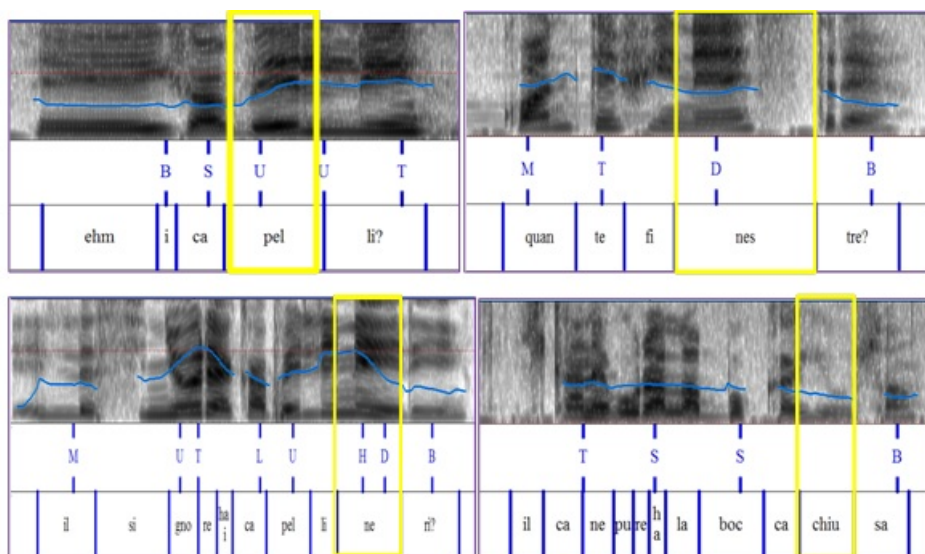 B S U U T
ehm i ca pel li?
M T D B
quan te fi nes tre?
M U T L U H D B
il si gno re hai ca pel li ne ri?
T S S B
il ca ne pu re ha la boc ca chiu sa